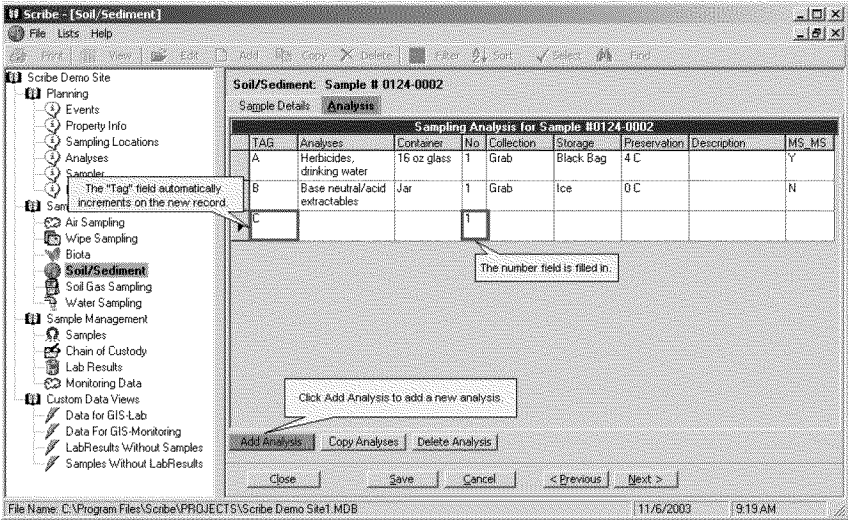 Scribe - [Soil/Sediment]
File Lists Help
Print View Edit Add Copy Delete Filter Sort Select Find
Scribe Demo Site
Planning
Events
Property Info
Sampling Locations
Analyses
Sampler
The "Tag" field automatically
increments on the new record.
Sam
Air Sampling
Wipe Sampling
Biota
Soil/Sediment
Soil Gas Sampling
Water Sampling
Sample Management
Samples
Chain of Custody
Lab Results
Monitoring Data
Custom Data Views
Data for GIS-Lab
Data For GIS-Monitoring
LabResults Without Samples
Samples Without LabResults
Soil/Sediment: Sample # 0124-0002
Sample Details Analysis
Sampling Analysis for Sample #0124-0002
TAG Analyses Container No Collection Storage Preservation Description MS_MS
A Herbicides, drinking water 16 oz glass 1 Grab Black Bag 4 C Y
B Base neutral/acid extractables Jar 1 Grab Ice 0 C N
C 1
The number field is filled in.
Click Add Analysis to add a new analysis.
Add Analysis Copy Analyses Delete Analysis
Close Save Cancel < Previous Next >
File Name: C:\Program Files\Scribe\PROJECTS\Scribe Demo Site1.MDB 11/6/2003 9:19 AM